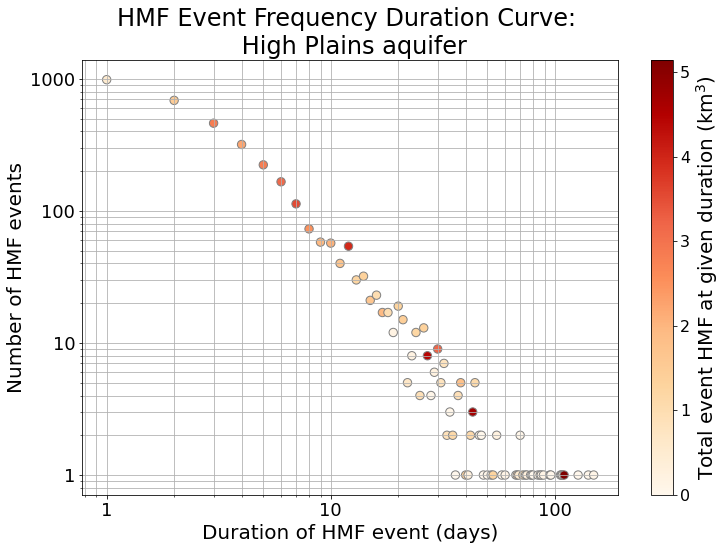 HMF Event Frequency Duration Curve:
High Plains aquifer
Number of HMF events
1000
100
10
1
1
10
100
Duration of HMF event (days)
5
4
3
2
1
0
Total event HMF at given duration (km³)